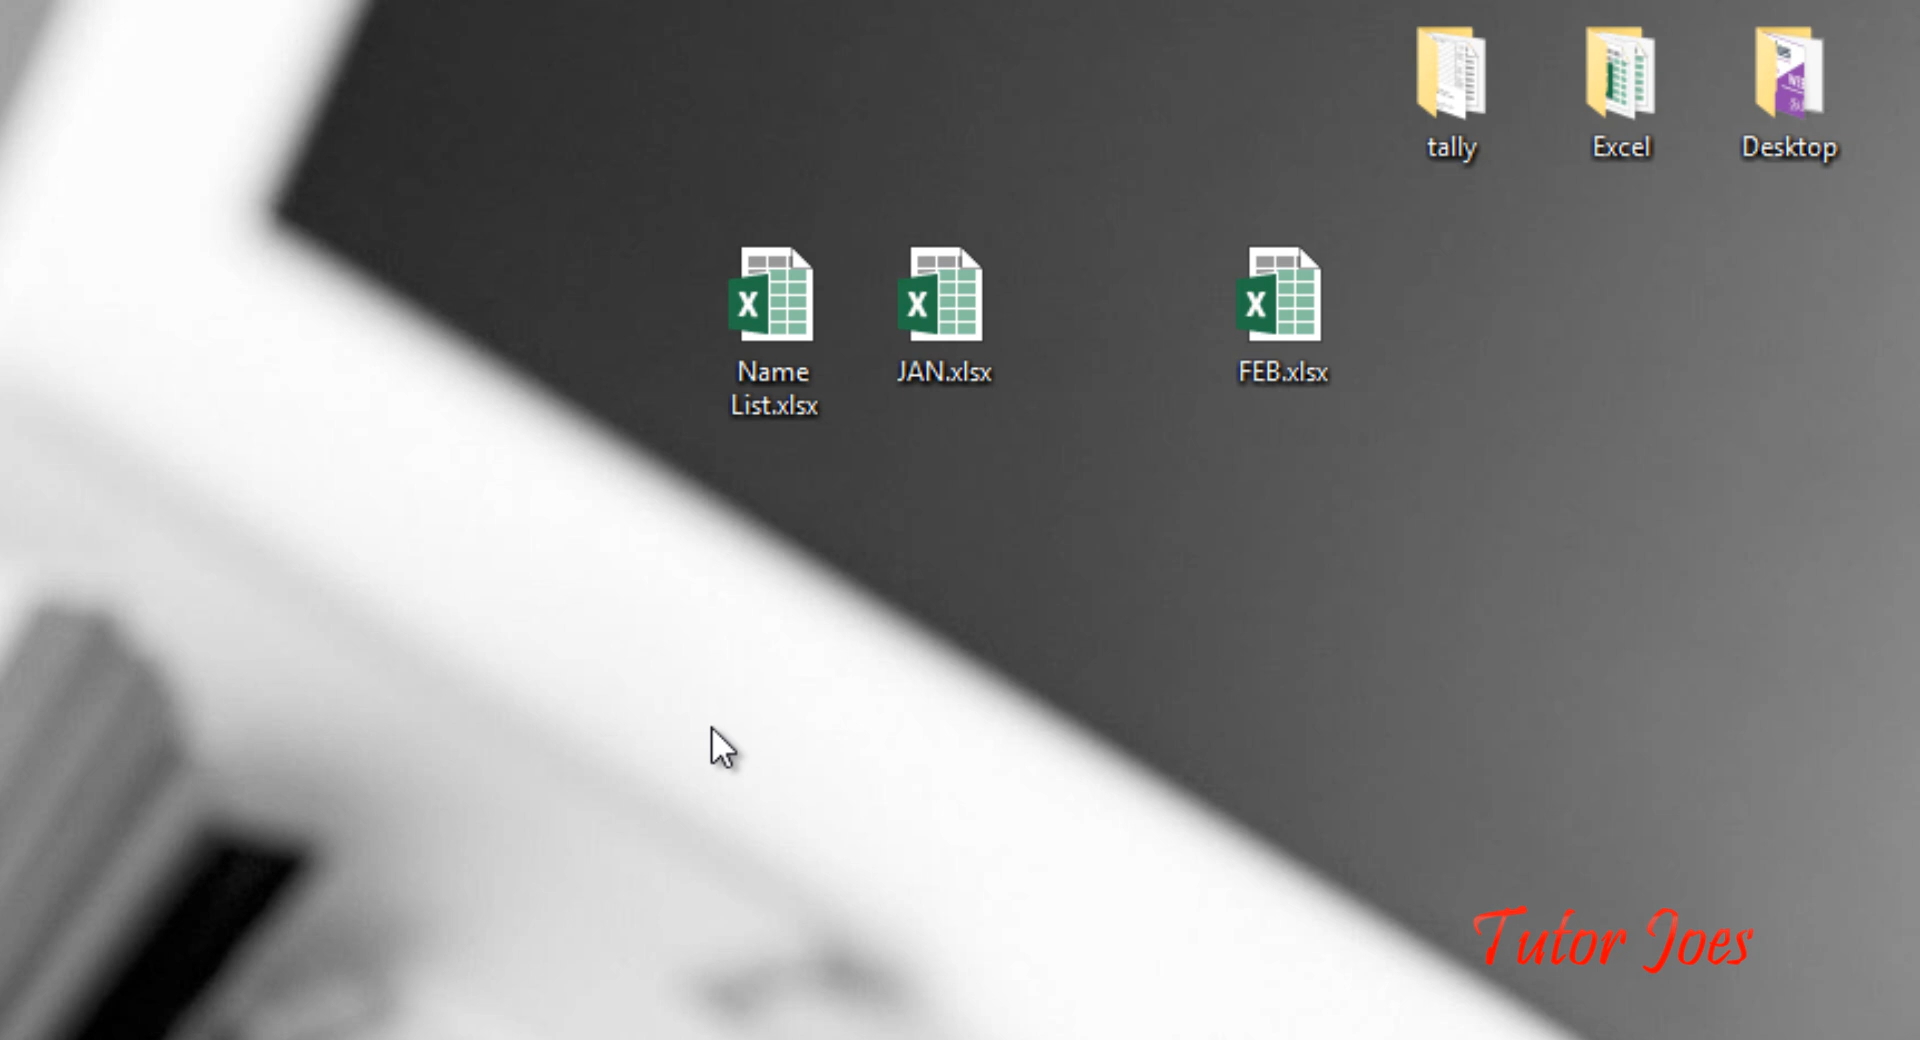 tally
Excel
Desktop
Name
List.xlsx
JAN.xlsx
FEB.xlsx
Tutor Joes